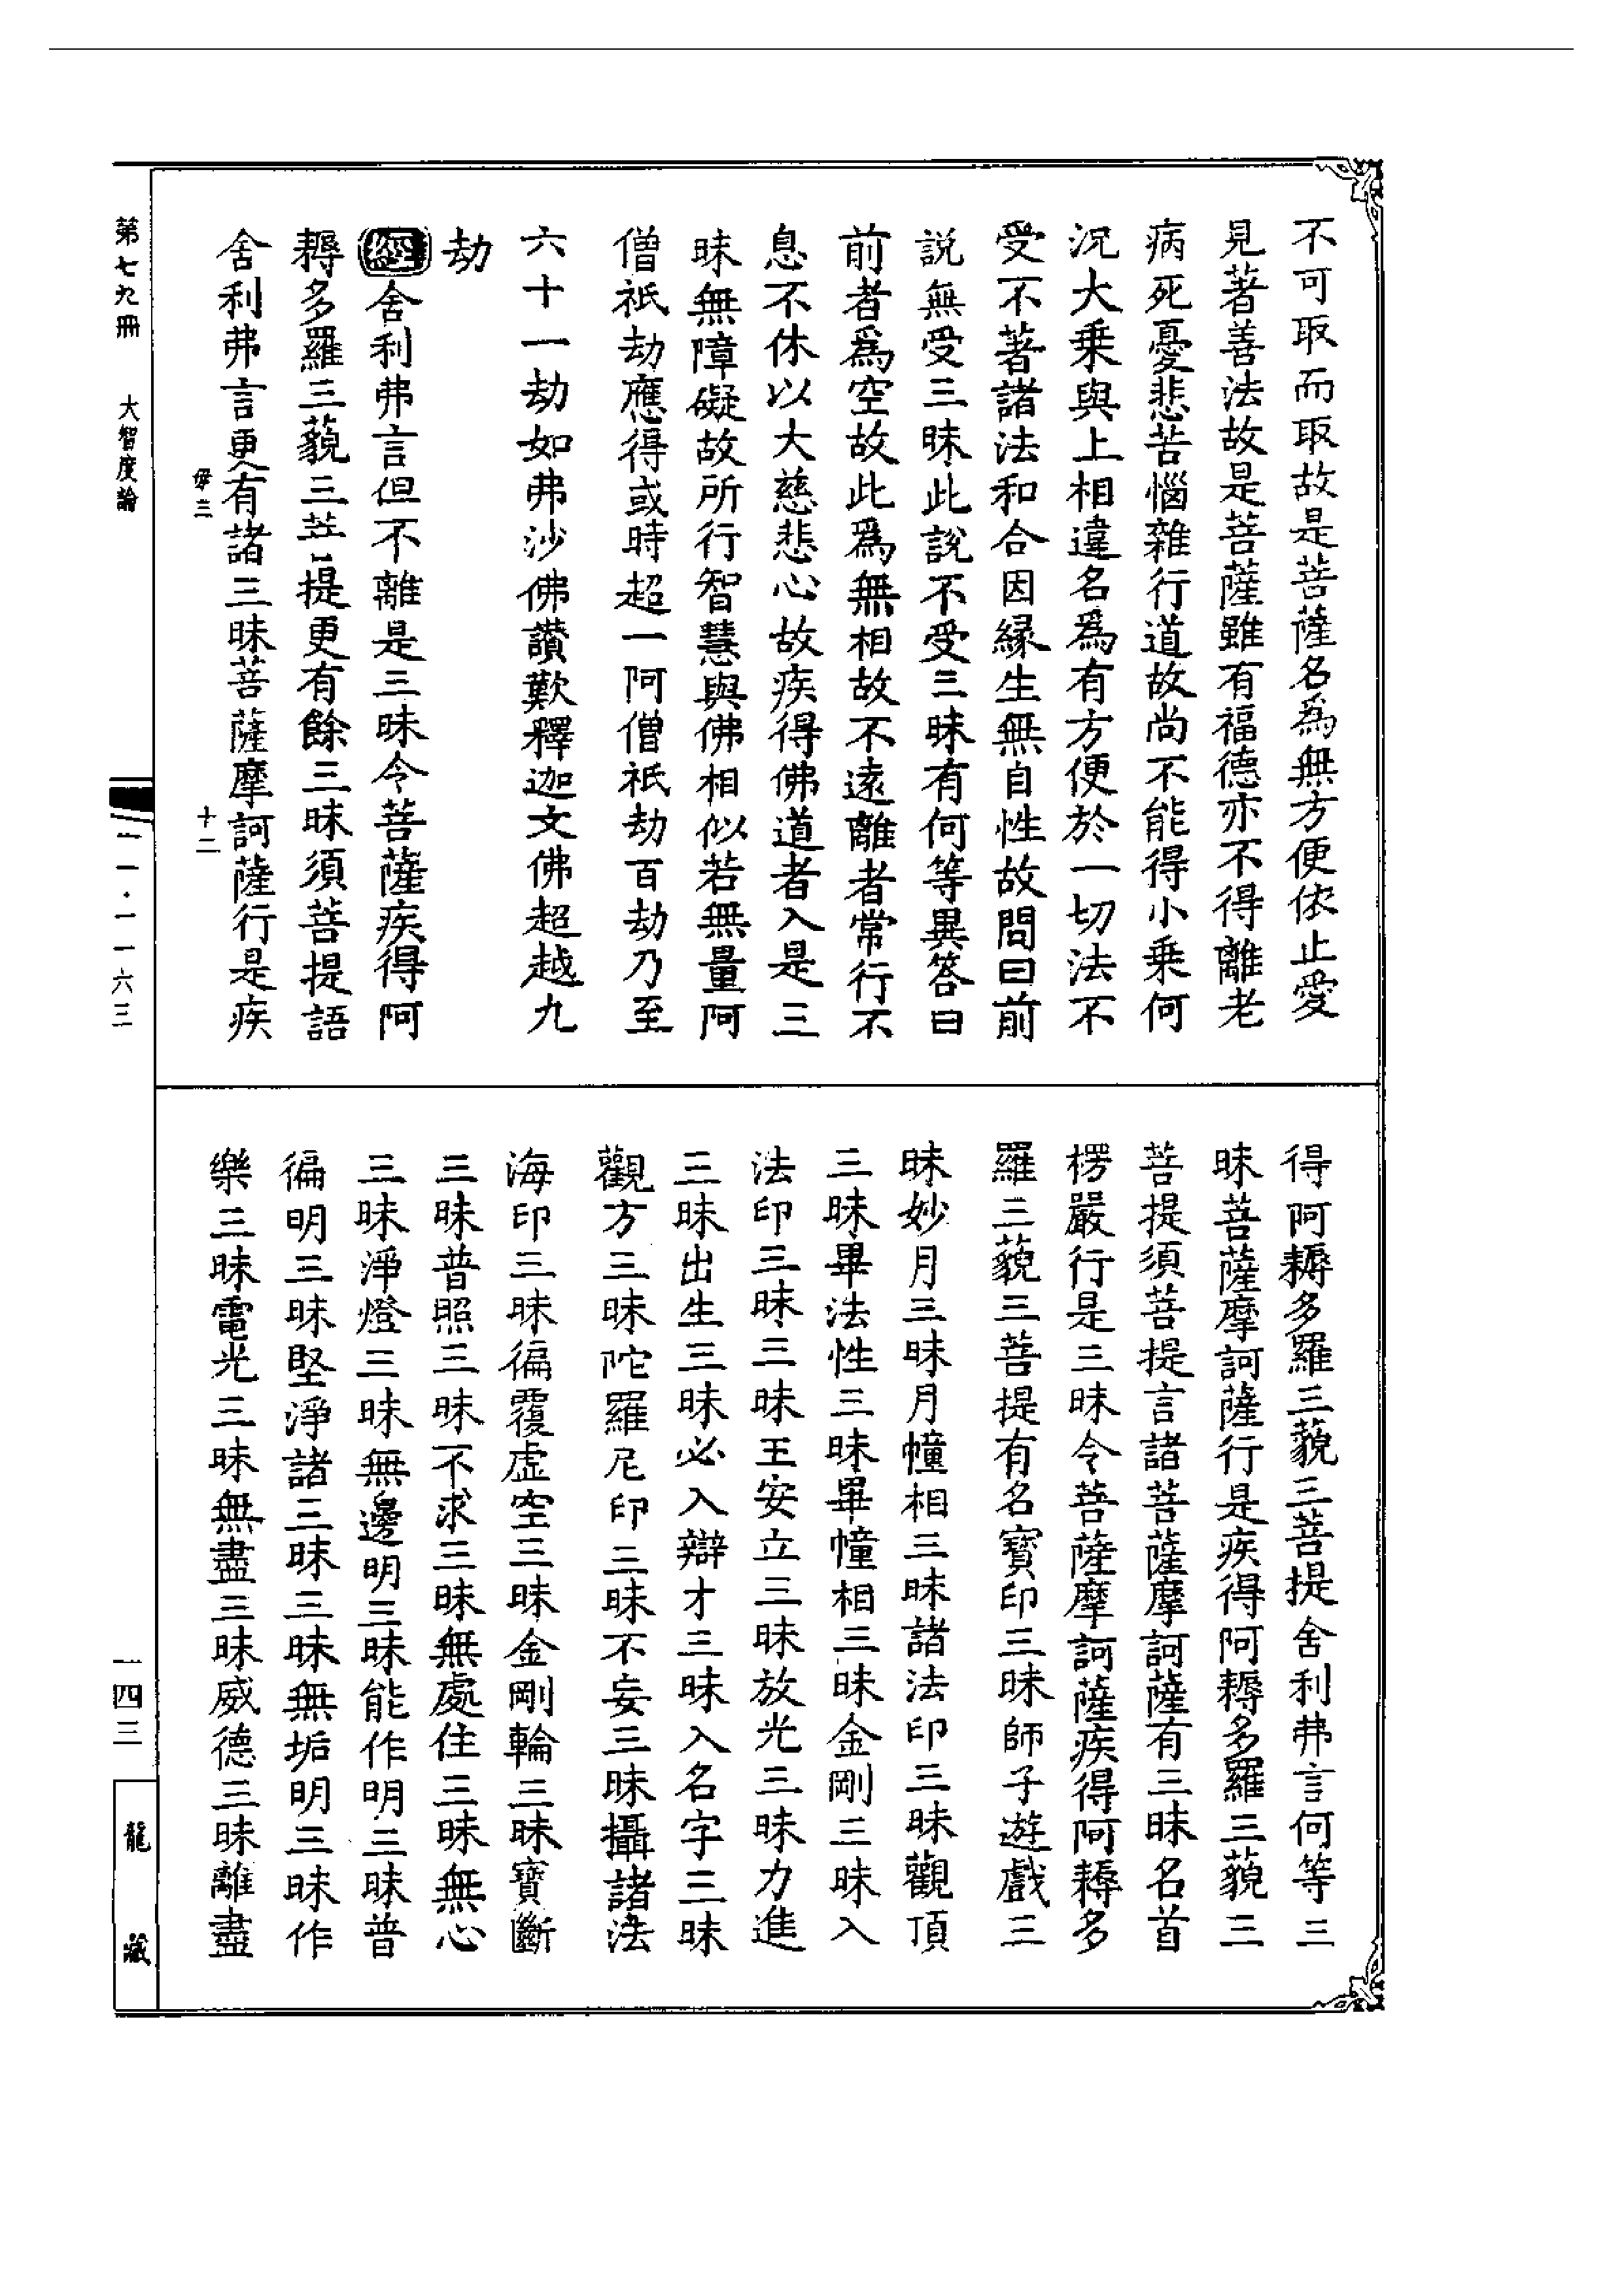 不可取而取故是菩薩名為無方便依止愛
見著善法故是菩薩雖有福德亦不得離老
病死憂悲苦惱雜行道故尚不能得小乘何
況大乘與上相違名爲有方便於一切法不
受不著諸法和合因緣生無自性故問曰前
說無受三昧此說不受三昧有何等異答曰
前者爲空故此爲無相故不遠離者常行不
息不休以大慈悲心故疾得佛道者入是三
昧無障礙故所行智慧與佛相似若無量阿
僧祇劫應得或時超一阿僧祇劫百劫乃至
六十一劫如弗沙佛讚歎釋迦文佛超越九
劫
經舍利弗言但不離是三昧令菩薩疾得阿
耨多羅三藐三菩提更有餘三昧須菩提語
舍利弗言更有諸三昧菩薩摩訶薩行是疾
得阿耨多羅三藐三菩提舍利弗言何等三
昧菩薩摩訶薩行是疾得阿耨多羅三藐三
菩提須菩提言諸菩薩摩訶薩有三昧名首
楞嚴行是三昧令菩薩摩訶薩疾得阿耨多
羅三藐三菩提有名寶印三昧師子遊戲三
昧妙月三昧月幢相三昧諸法印三昧觀頂
三昧畢法性三昧畢幢相三昧金剛三昧入
法印三昧三昧王安立三昧放光三昧力進
三昧出生三昧必入辯才三昧入名字三昧
觀方三昧陀羅尼印三昧不妄三昧攝諸法
海印三昧徧覆虛空三昧金剛輪三昧寶斷
三昧普照三昧不求三昧無處住三昧無心
三昧淨燈三昧無邊明三昧能作明三昧普
徧明三昧堅淨諸三昧三昧無垢明三昧作
樂三昧電光三昧無盡三昧威德三昧離盡
第七九冊 大智度論
毋三 十二
一一·一一六三
一四三
龍藏